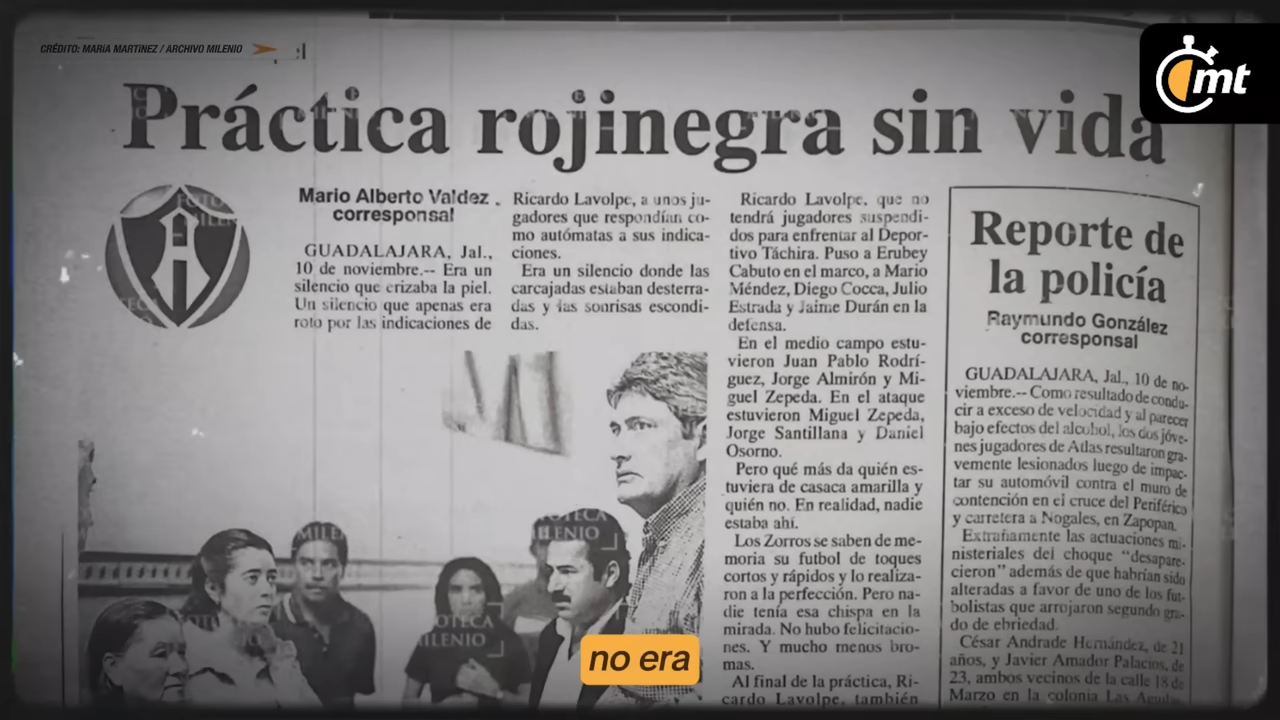 CRÉDITO: MARÍA MARTÍNEZ / ARCHIVO MILENIO
mt
Práctica rojinegra sin vida
Mario Alberto Valdez
corresponsal
GUADALAJARA, Jal.,
10 de noviembre.-- Era un
silencio que erizaba la piel.
Un silencio que apenas era
roto por las indicaciones de
Ricardo Lavolpe, a unos ju-
gadores que respondían co-
mo autómatas a sus indica-
ciones.
Era un silencio donde las
carcajadas estaban desterra-
das y las sonrisas escondi-
das.
Ricardo Lavolpe, que no
tendrá jugadores suspendi-
dos para enfrentar al Depor-
tivo Táchira. Puso a Erubey
Cabuto en el marco, a Mario
Méndez, Diego Cocca, Julio
Estrada y Jaime Durán en la
defensa.
En el medio campo estu-
vieron Juan Pablo Rodrí-
guez, Jorge Almirón y Mi-
guel Zepeda. En el ataque
estuvieron Miguel Zepeda,
Jorge Santillana y Daniel
Osorno.
Pero qué más da quién es-
tuviera de casaca amarilla y
quién no. En realidad, nadie
estaba ahí.
Los Zorros se saben de me-
moria su futbol de toques
cortos y rápidos y lo realiza-
ron a la perfección. Pero na-
die tenía esa chispa en la
mirada. No hubo felicitacio-
nes. Y mucho menos bro-
mas.
Al final de la práctica, Ri-
cardo Lavolpe, también
Reporte de
la policía
Raymundo González
corresponsal
GUADALAJARA, Jal., 10 de no-
viembre.-- Como resultado de condu-
cir a exceso de velocidad y al parecer
bajo efectos del alcohol, los dos jóve-
nes jugadores de Atlas resultaron gra-
vemente lesionados luego de impac-
tar su automóvil contra el muro de
contención en el cruce del Periférico
y carretera a Nogales, en Zapopan.
Extrañamente las actuaciones mi-
nisteriales del choque "desapare-
cieron" además de que habrían sido
alteradas a favor de uno de los fut-
bolistas que arrojaron segundo gra-
do de ebriedad.
César Andrade Hernández, de 21
años, y Javier Amador Palacios, de
23, ambos vecinos de la calle 18 de
Marzo en la colonia Las Aguilas
no era